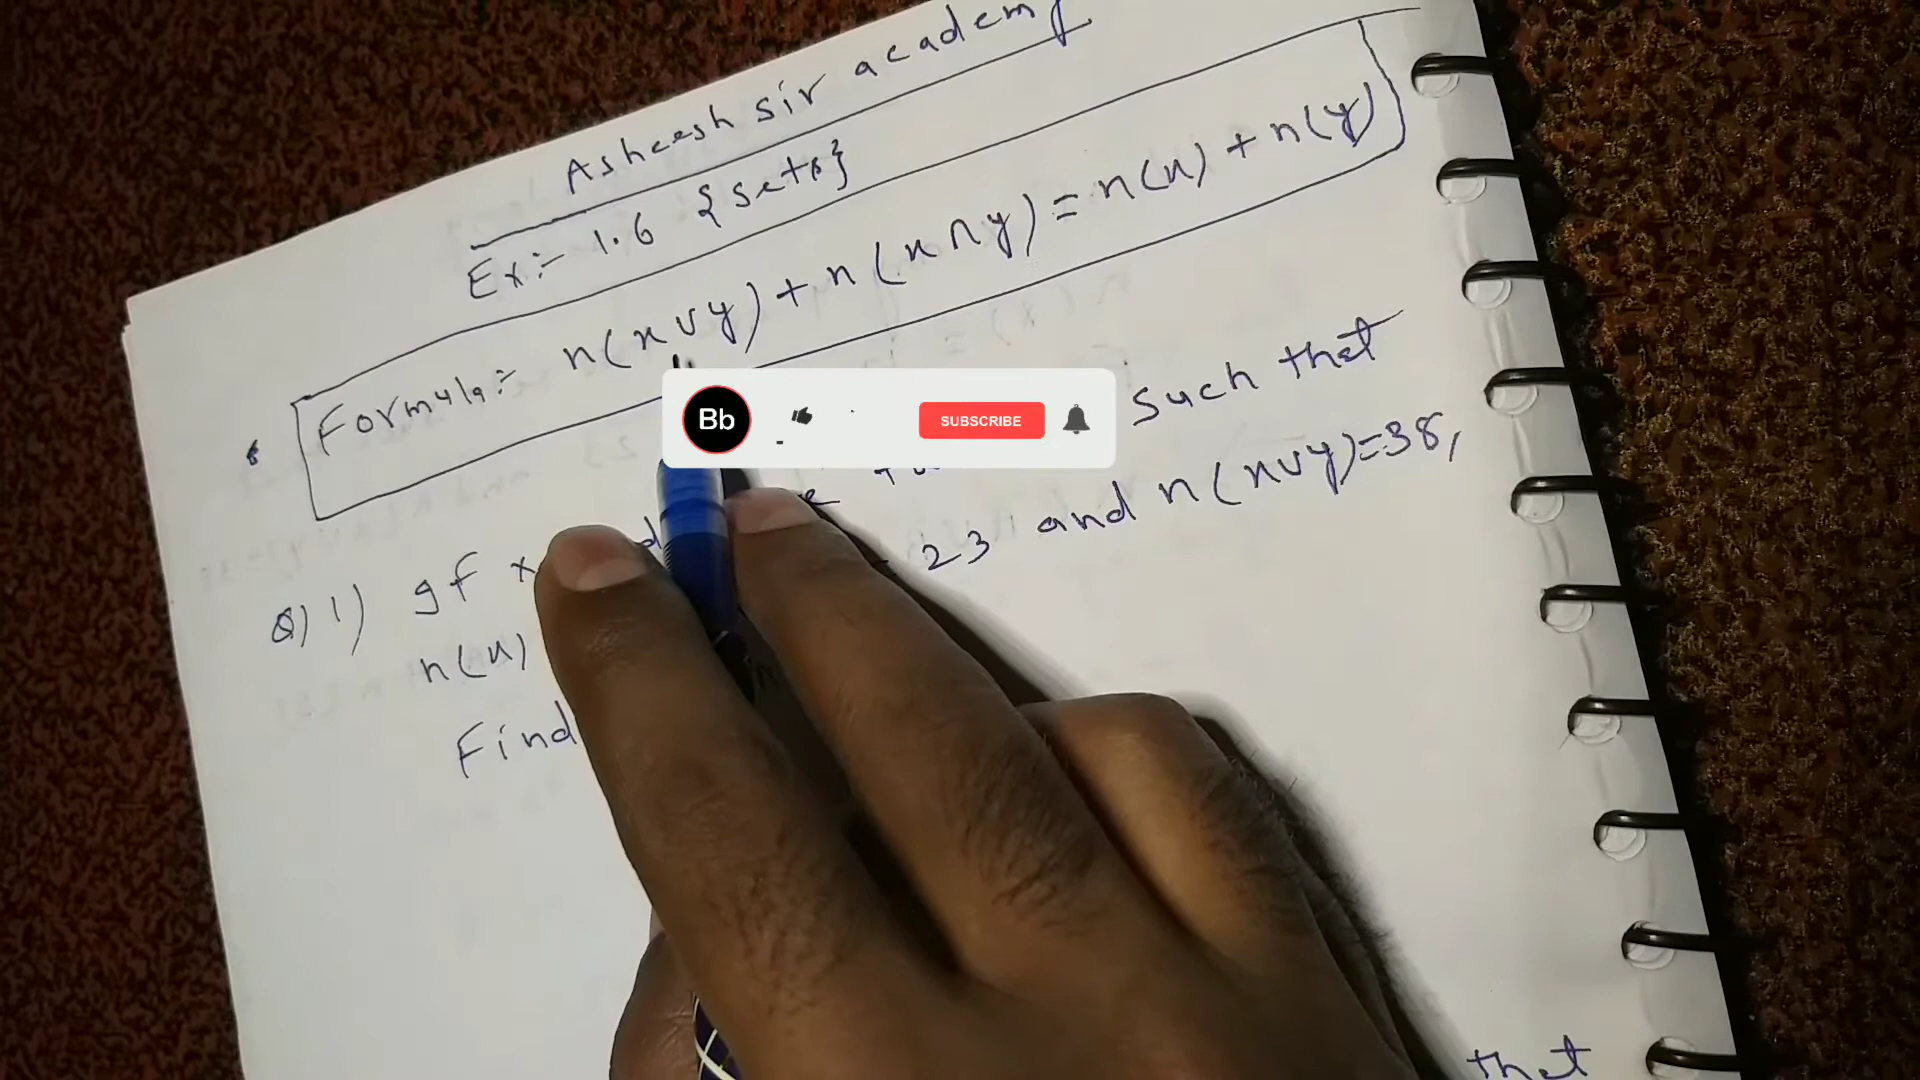 Asheesh sir academy
Ex:- 1.6 {sets}
Formula:- n(x∪y) + n(x∩y) = n(x) + n(y)
Bb
SUBSCRIBE
Q) 1) If x such that
n(x) 23 and n(x∪y)=38,
Find
that